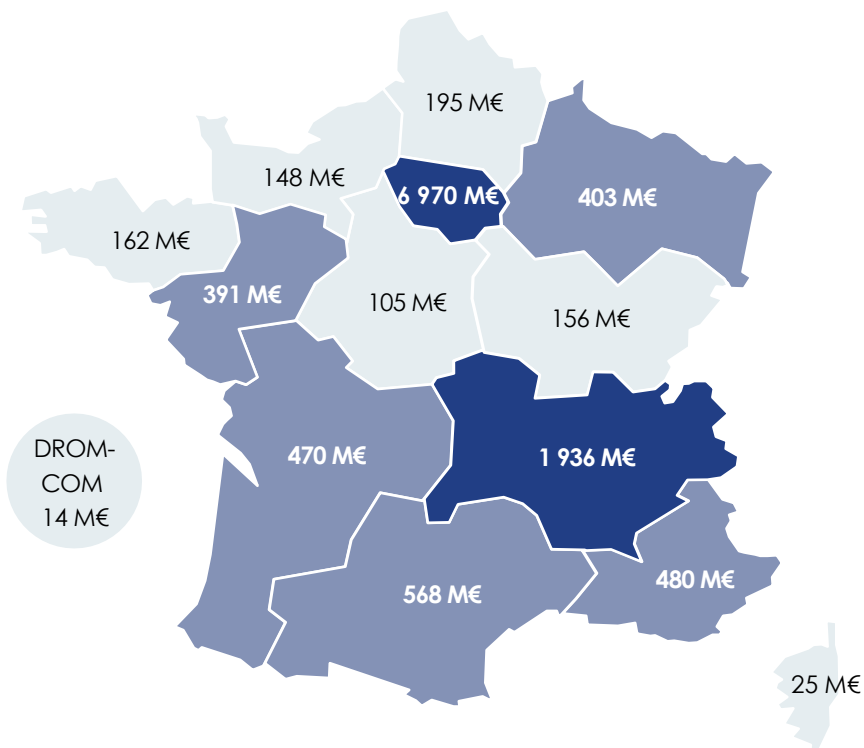 195 M€
148 M€
6 970 M€
403 M€
162 M€
391 M€
105 M€
156 M€
DROM-
COM
14 M€
470 M€
1 936 M€
568 M€
480 M€
25 M€